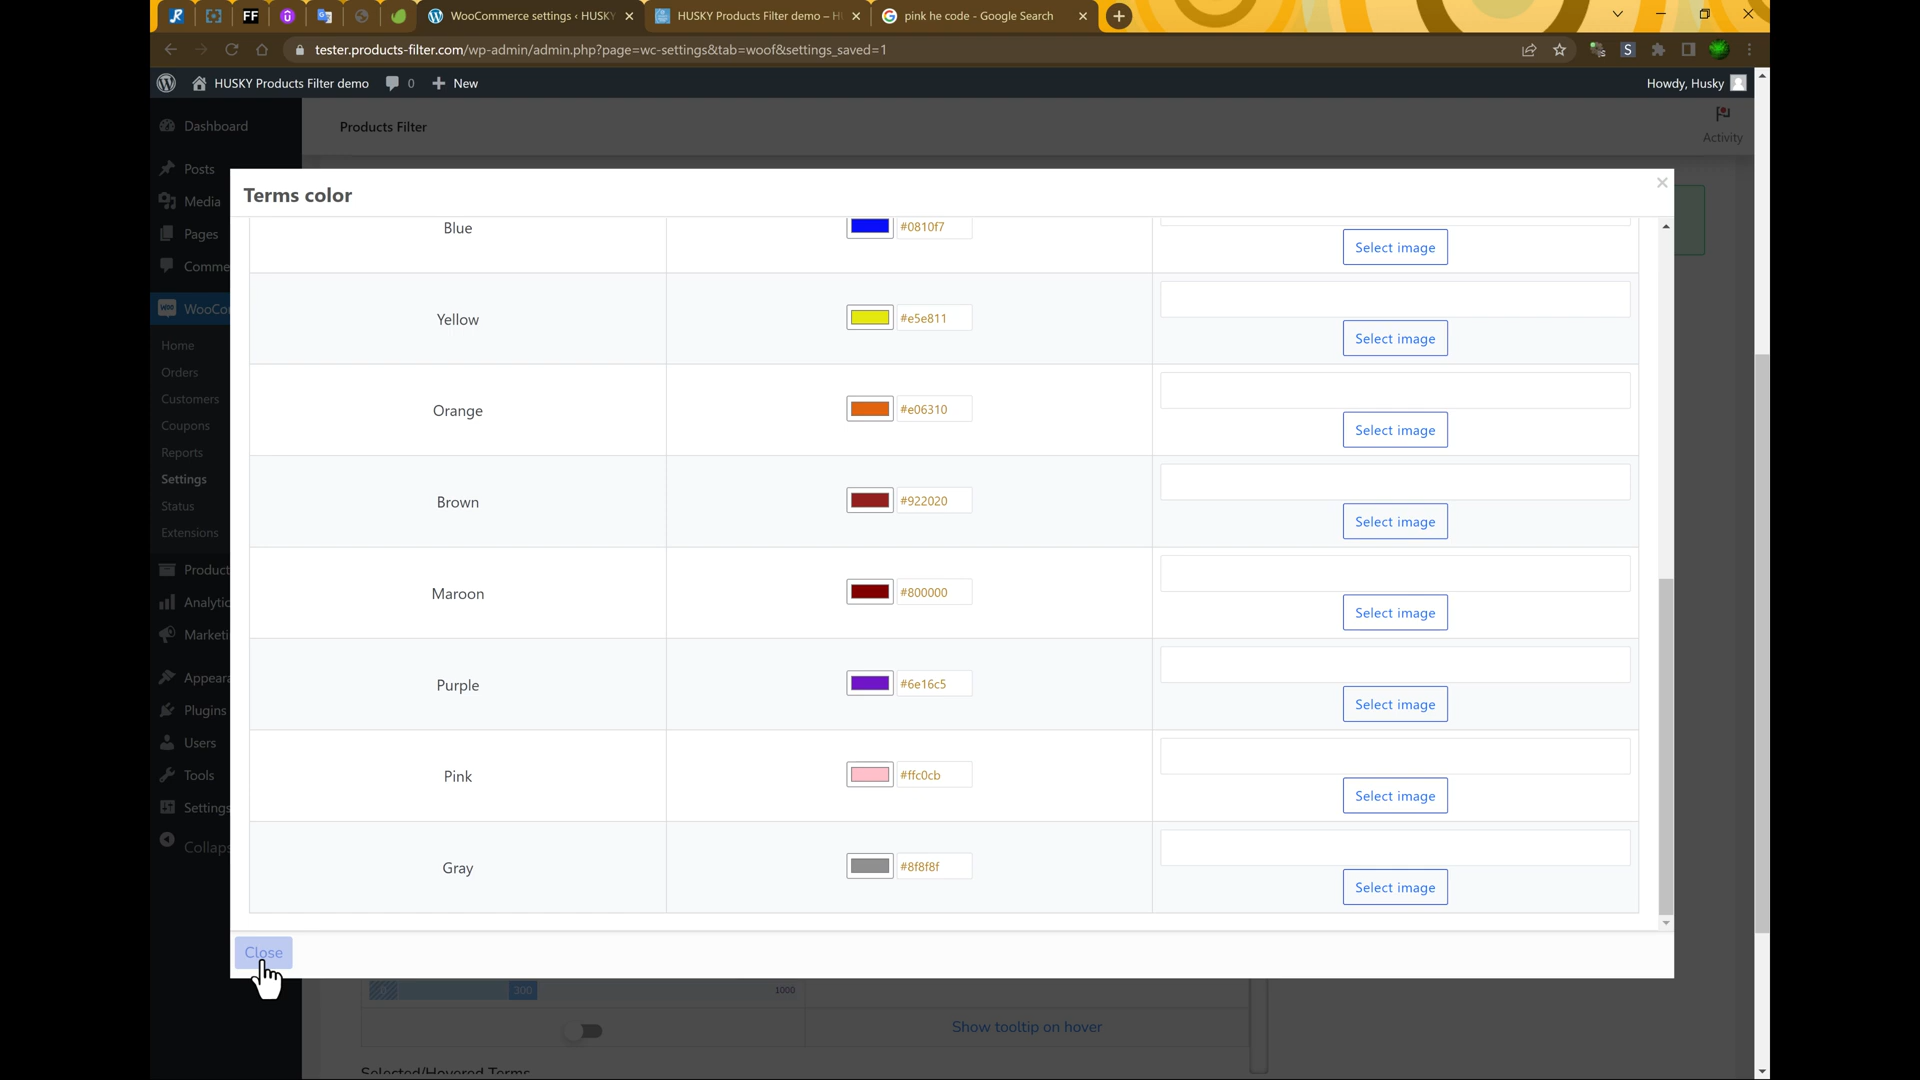 WooCommerce settings ‹ HUSKY
HUSKY Products Filter demo –
pink he code - Google Search
tester.products-filter.com/wp-admin/admin.php?page=wc-settings&tab=woof&settings_saved=1
HUSKY Products Filter demo
0
New
Howdy, Husky
Dashboard
Products Filter
Activity
Posts
Media
Pages
Comme
WooCo
Home
Orders
Customers
Coupons
Reports
Settings
Status
Extensions
Product
Analytic
Marketi
Appeara
Plugins
Users
Tools
Settings
Collaps
Terms color
Blue
#0810f7
Select image
Yellow
#e5e811
Select image
Orange
#e06310
Select image
Brown
#922020
Select image
Maroon
#800000
Select image
Purple
#6e16c5
Select image
Pink
#ffc0cb
Select image
Gray
#8f8f8f
Select image
Close
300
1000
Show tooltip on hover
Selected/Hovered Terms